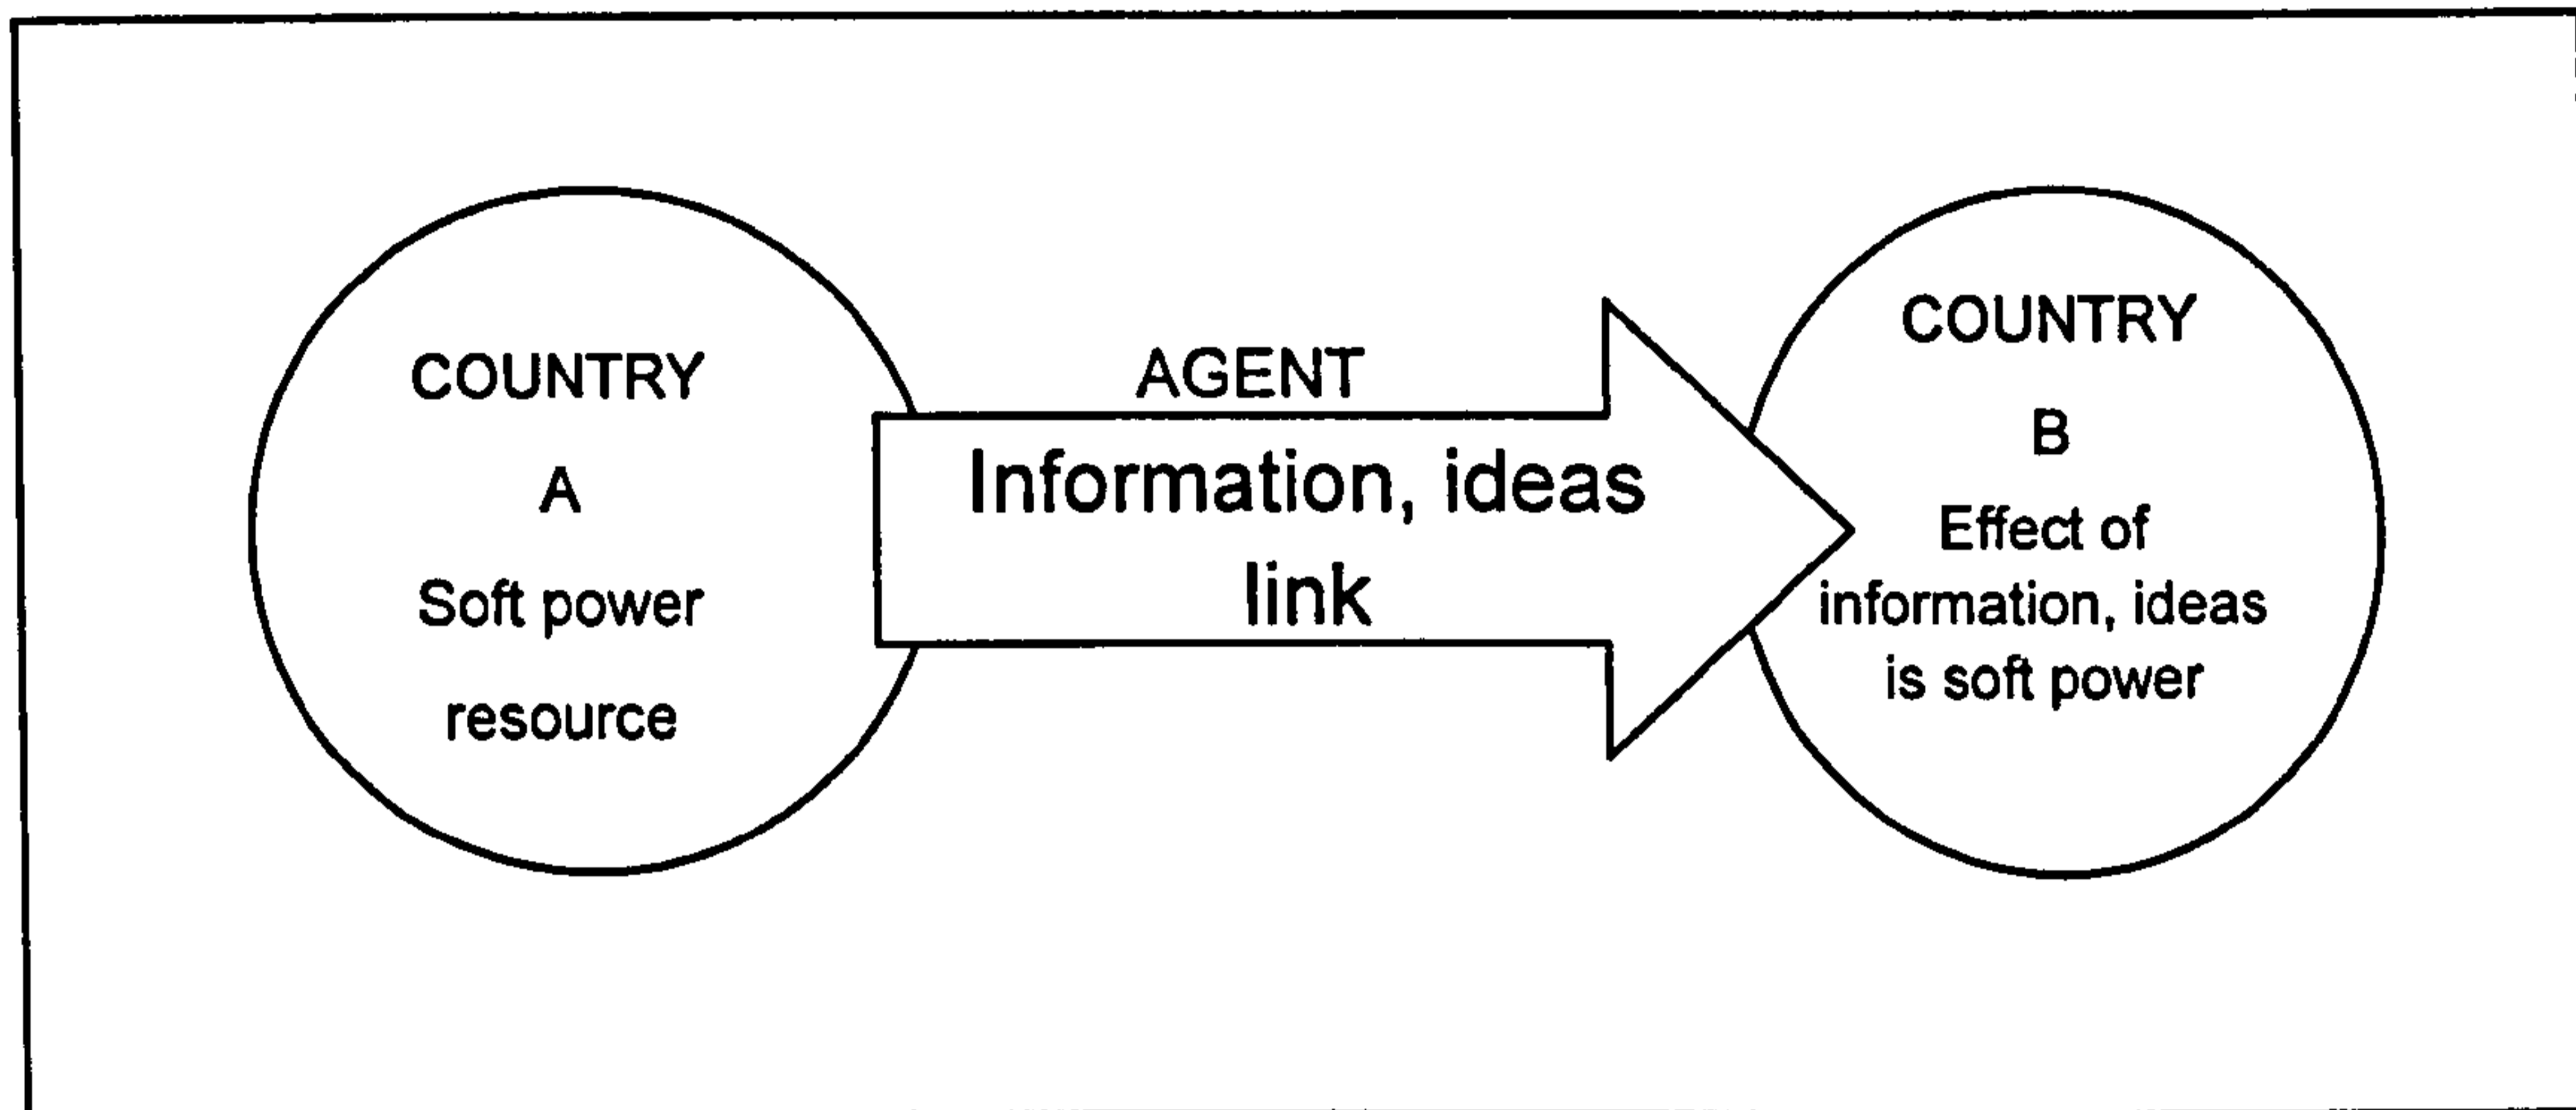 COUNTRY
A
Soft power
resource
AGENT
Information, ideas
link
COUNTRY
B
Effect of
information, ideas
is soft power